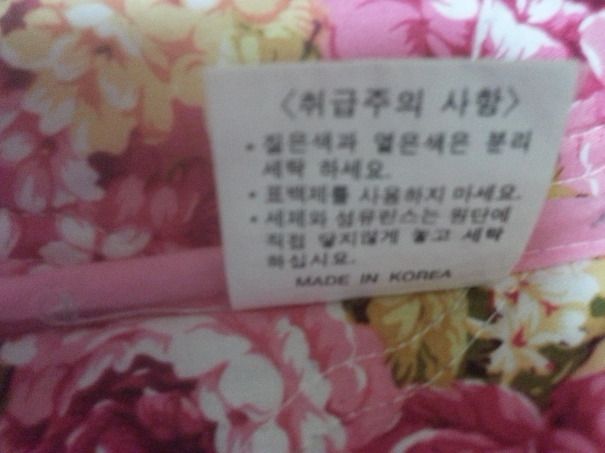 <취급주의 사항>
• 짙은색과 옅은색은 분리
세탁 하세요.
• 표백제를 사용하지 마세요.
• 세제와 섬유린스는 원단에
직접 닿지않게 놓고 세탁
하십시요.
MADE IN KOREA